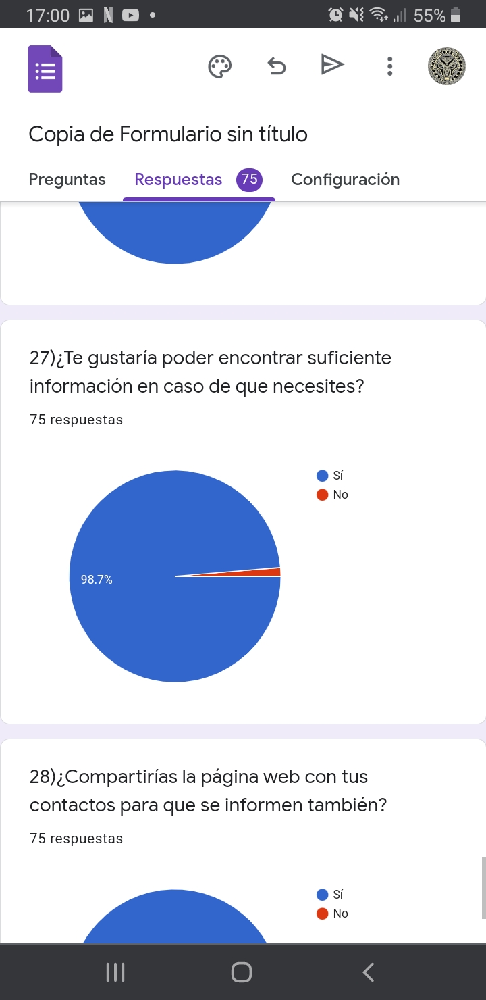 17:00
55%
Copia de Formulario sin título
Preguntas
Respuestas 75
Configuración
27)¿Te gustaría poder encontrar suficiente
información en caso de que necesites?
75 respuestas
Sí
No
98.7%
28)¿Compartirías la página web con tus
contactos para que se informen también?
75 respuestas
Sí
No